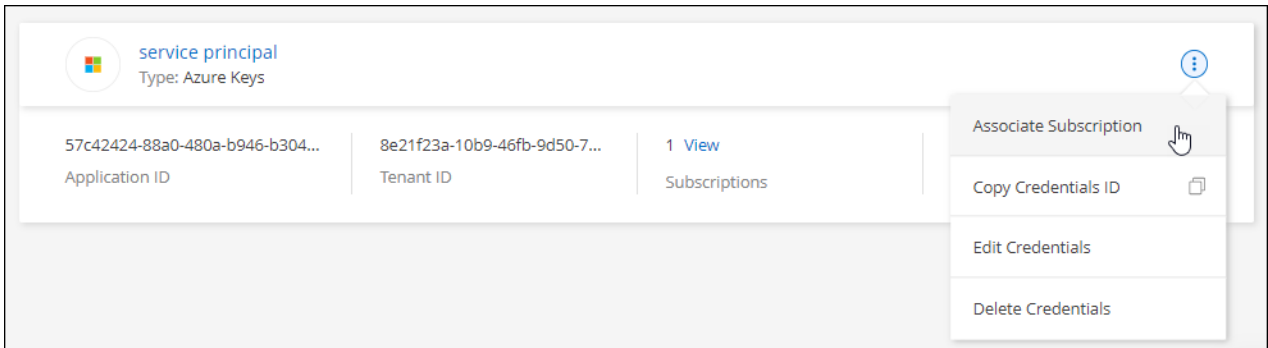 service principal
Type: Azure Keys
57c42424-88a0-480a-b946-b304...
Application ID
8e21f23a-10b9-46fb-9d50-7...
Tenant ID
1 View
Subscriptions
Associate Subscription
Copy Credentials ID
Edit Credentials
Delete Credentials